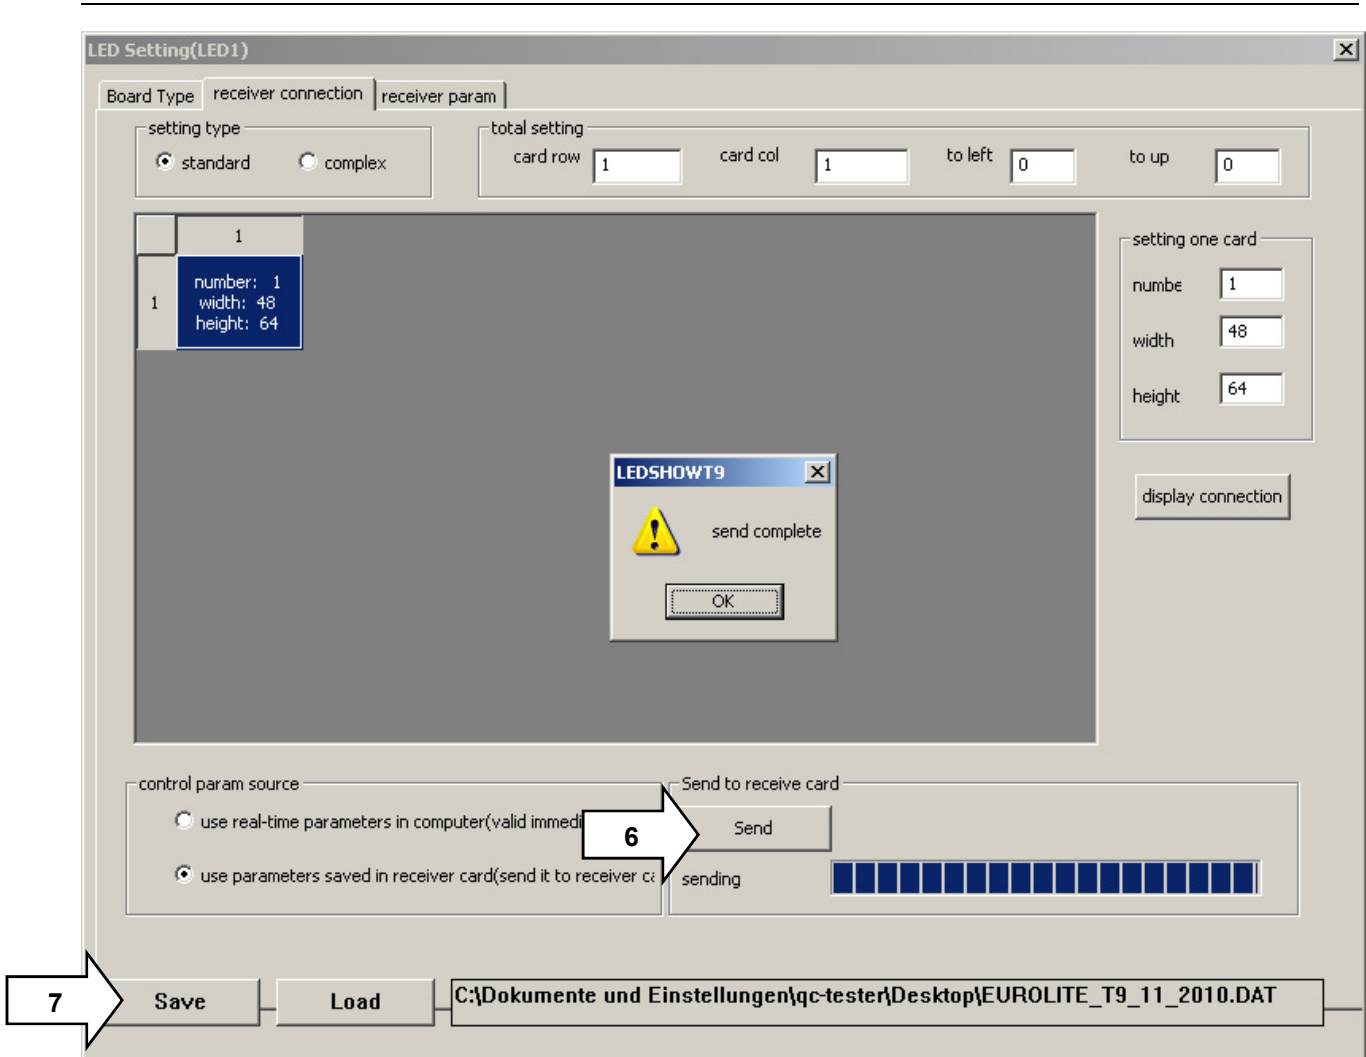 LED Setting(LED1)
Board Type receiver connection receiver param
setting type
standard complex
total setting
card row 1 card col 1 to left 0 to up 0
1
1
number: 1
width: 48
height: 64
setting one card
numbe 1
width 48
height 64
display connection
LEDSHOWT9
send complete
OK
control param source
use real-time parameters in computer(valid immedi
use parameters saved in receiver card(send it to receiver ca
Send to receive card
6
Send
sending
7
Save Load C:\Dokumente und Einstellungen\qc-tester\Desktop\EUROLITE_T9_11_2010.DAT